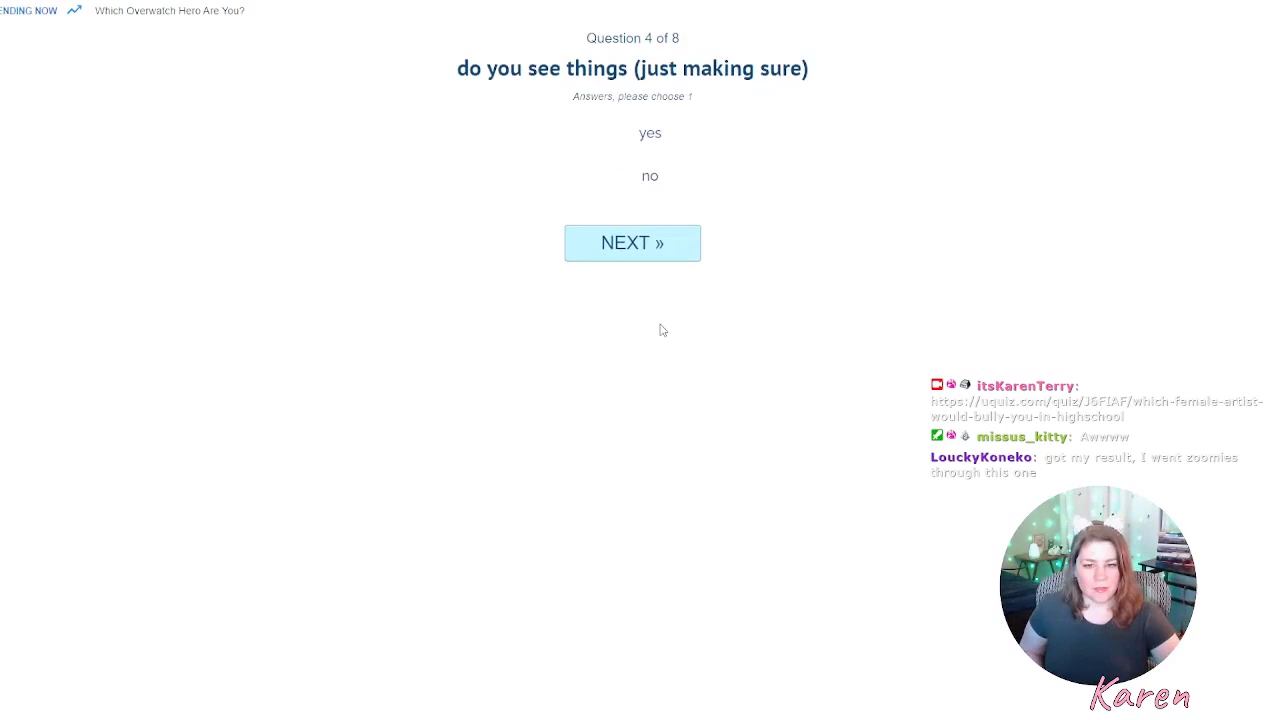 ENDING NOW Which Overwatch Hero Are You?
Question 4 of 8
do you see things (just making sure)
Answers, please choose 1
yes
no
NEXT »
itsKarenTerry:
https://uquiz.com/quiz/J6FIAF/which-female-artist-
would-bully-you-in-highschool
missus_kitty: Awwww
LouckyKoneko: got my result, I went zoomies
through this one
Karen